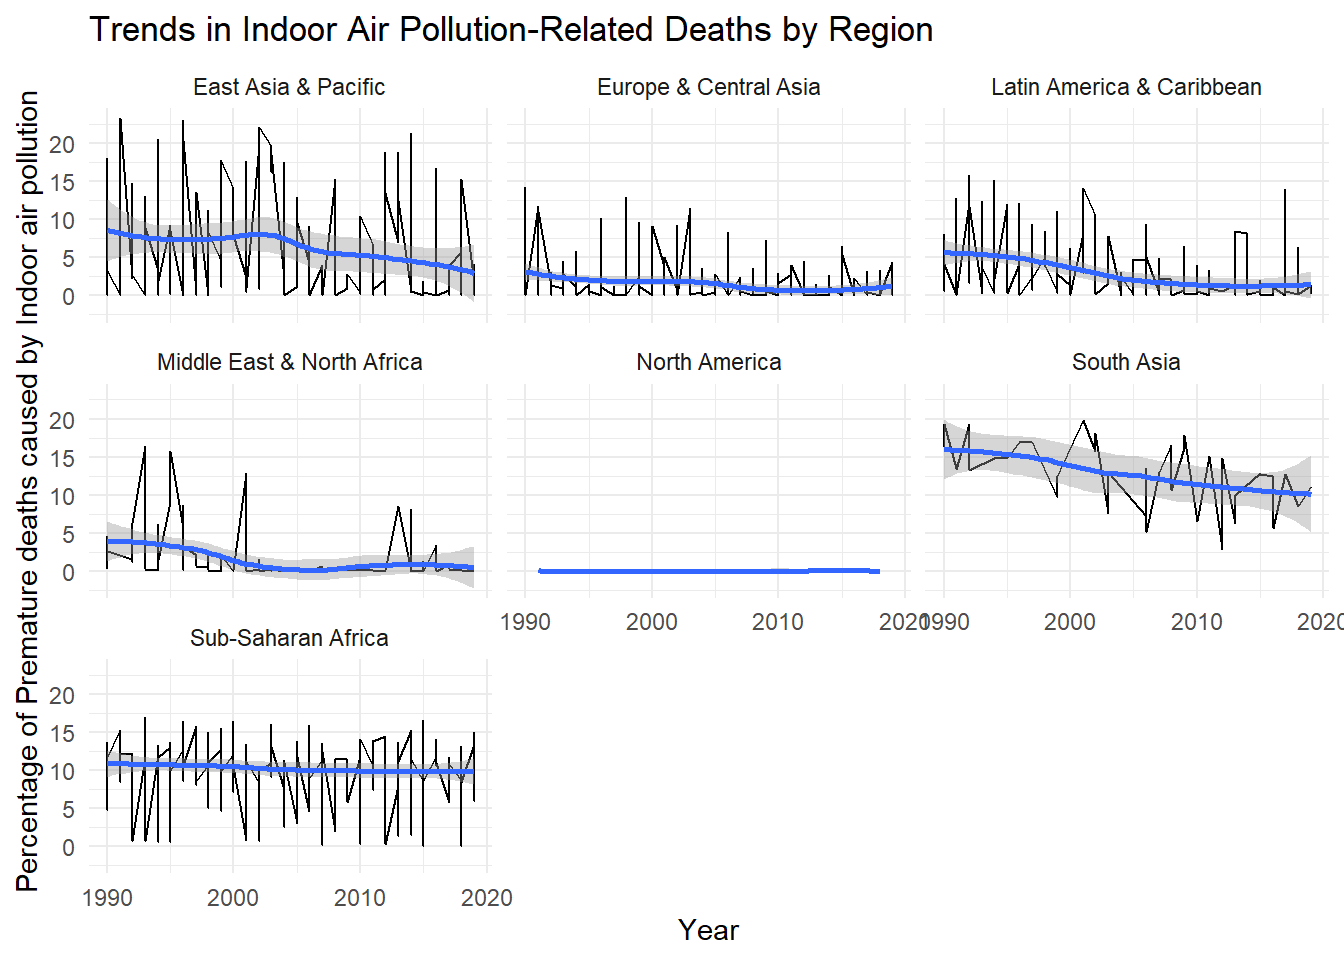 Trends in Indoor Air Pollution-Related Deaths by Region
Percentage of Premature deaths caused by Indoor air pollution
East Asia & Pacific
Europe & Central Asia
Latin America & Caribbean
20
15
10
5
0
Middle East & North Africa
North America
South Asia
20
15
10
5
0
1990
2000
2010
2020
1990
2000
2010
2020
Sub-Saharan Africa
20
15
10
5
0
1990
2000
2010
2020
Year